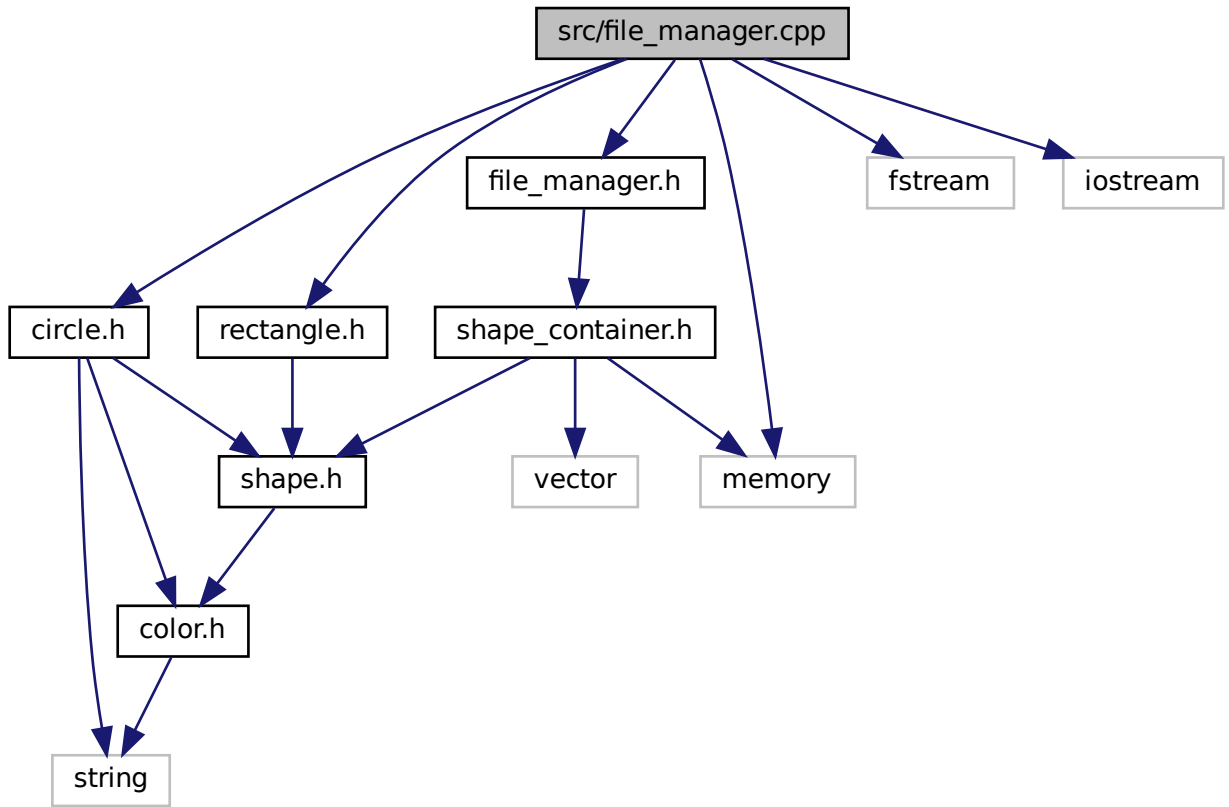 src/file_manager.cpp
file_manager.h
fstream
iostream
circle.h
rectangle.h
shape_container.h
shape.h
vector
memory
color.h
string